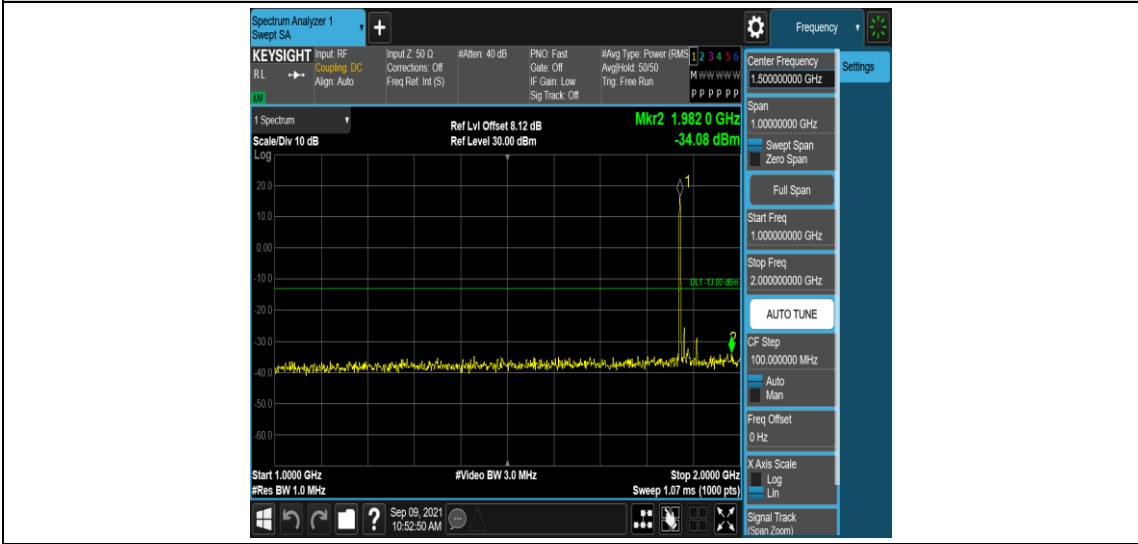 Spectrum Analyzer 1
Swept SA
+
Frequency
KEYSIGHT
RL
LNI
Input: RF
Coupling: DC
Align: Auto
Input Z: 50 Ω
Corrections: Off
Freq Ref: Int (S)
#Atten: 40 dB
PNO: Fast
Gate: Off
IF Gain: Low
Sig Track: Off
#Avg Type: Power (RMS
Avg|Hold: 50/50
Trig: Free Run
1 2 3 4 5 6
M W W W W W
P P P P P P
1 Spectrum
Scale/Div 10 dB
Log
Ref Lvl Offset 8.12 dB
Ref Level 30.00 dBm
Mkr2 1.982 0 GHz
-34.08 dBm
20.0
10.0
0.00
-10.0
-20.0
-30.0
-40.0
-50.0
-60.0
1
DL1 -13.00 dBm
2
Start 1.0000 GHz
#Res BW 1.0 MHz
#Video BW 3.0 MHz
Stop 2.0000 GHz
Sweep 1.07 ms (1000 pts)
Center Frequency
1.500000000 GHz
Settings
Span
1.00000000 GHz
Swept Span
Zero Span
Full Span
Start Freq
1.000000000 GHz
Stop Freq
2.000000000 GHz
AUTO TUNE
CF Step
100.000000 MHz
Auto
Man
Freq Offset
0 Hz
X Axis Scale
Log
Lin
Signal Track
(Span Zoom)
?
Sep 09, 2021
10:52:50 AM